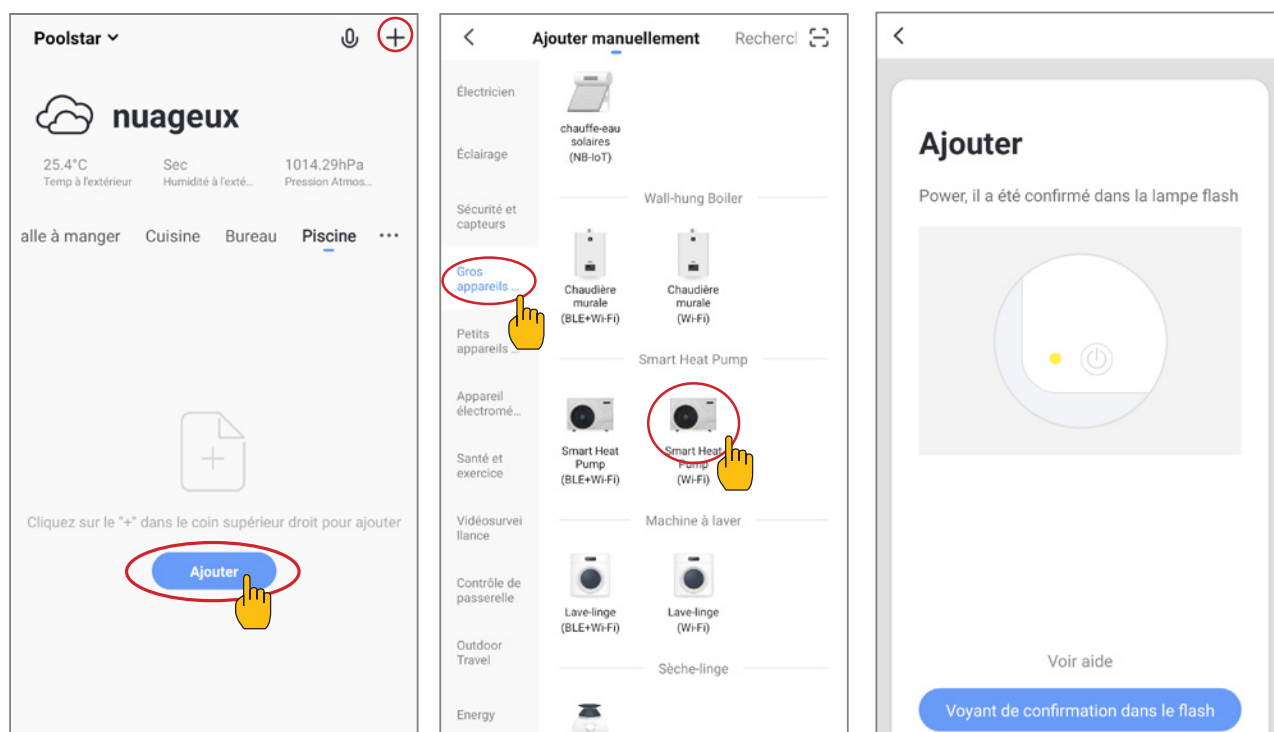 Poolstar
nuageux
25.4°C Sec 1014.29hPa
Temp à l'extérieur Humidité à l'exté... Pression Atmos...
alle à manger Cuisine Bureau Piscine ...
Cliquez sur le "+" dans le coin supérieur droit pour ajouter
Ajouter
Ajouter manuellement Recherc
Électricien
Éclairage
Sécurité et
capteurs
Gros
appareils ...
Petits
appareils ...
Appareil
électromé...
Santé et
exercice
Vidéosurvei
llance
Contrôle de
passerelle
Outdoor
Travel
Energy
chauffe-eau
solaires
(NB-IoT)
Wall-hung Boiler
Chaudière
murale
(BLE+Wi-Fi)
Chaudière
murale
(Wi-Fi)
Smart Heat Pump
Smart Heat
Pump
(BLE+Wi-Fi)
Smart Heat
Pump
(Wi-Fi)
Machine à laver
Lave-linge
(BLE+Wi-Fi)
Lave-linge
(Wi-Fi)
Sèche-linge
Ajouter
Power, il a été confirmé dans la lampe flash
Voir aide
Voyant de confirmation dans le flash